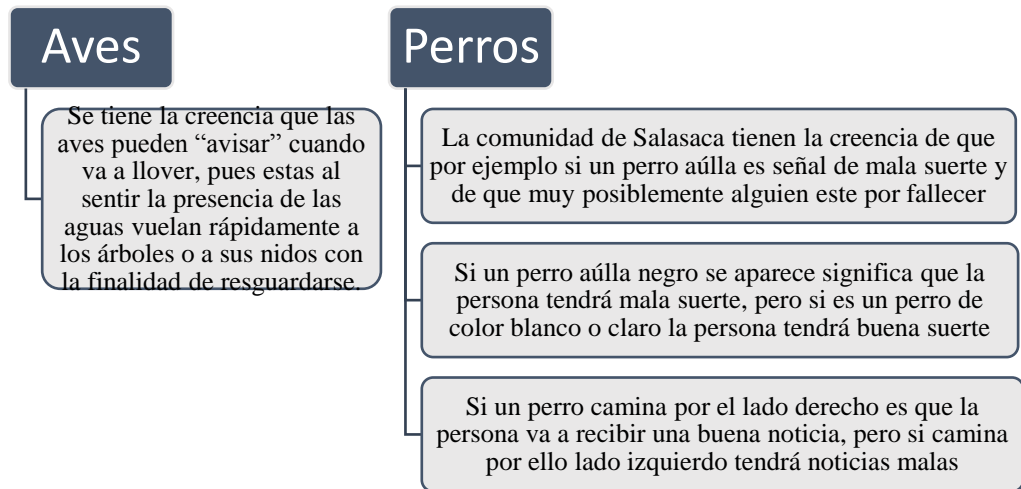 Aves
Se tiene la creencia que las
aves pueden “avisar” cuando
va a llover, pues estas al
sentir la presencia de las
aguas vuelan rápidamente a
los árboles o a sus nidos con
la finalidad de resguardarse.
Perros
La comunidad de Salasaca tienen la creencia de que
por ejemplo si un perro aúlla es señal de mala suerte y
de que muy posiblemente alguien este por fallecer
Si un perro aúlla negro se aparece significa que la
persona tendrá mala suerte, pero si es un perro de
color blanco o claro la persona tendrá buena suerte
Si un perro camina por el lado derecho es que la
persona va a recibir una buena noticia, pero si camina
por ello lado izquierdo tendrá noticias malas